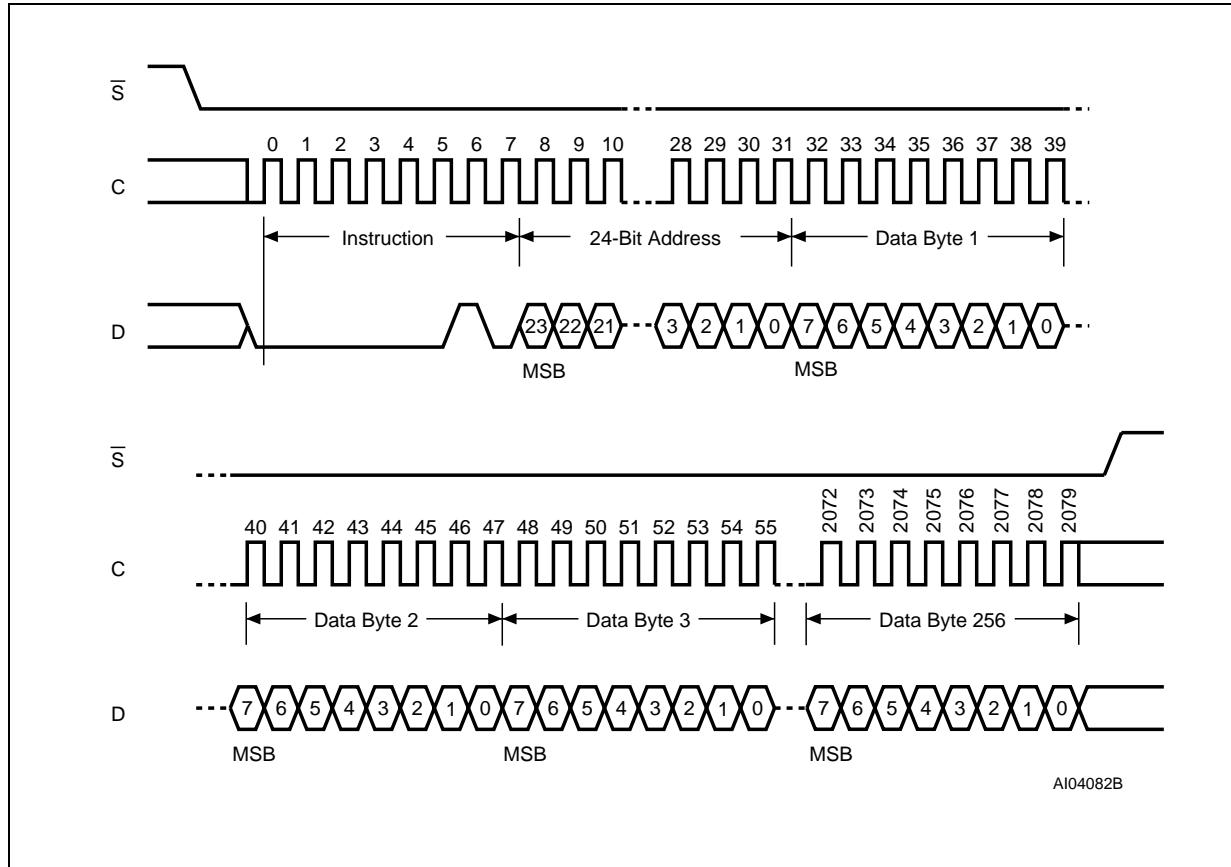 S
0 1 2 3 4 5 6 7 8 9 10 28 29 30 31 32 33 34 35 36 37 38 39
C
Instruction 24-Bit Address Data Byte 1
D
23 22 21 3 2 1 0 7 6 5 4 3 2 1 0
MSB MSB
S
40 41 42 43 44 45 46 47 48 49 50 51 52 53 54 55 2072 2073 2074 2075 2076 2077 2078 2079
C
Data Byte 2 Data Byte 3 Data Byte 256
D
7 6 5 4 3 2 1 0 7 6 5 4 3 2 1 0 7 6 5 4 3 2 1 0
MSB MSB MSB
AI04082B